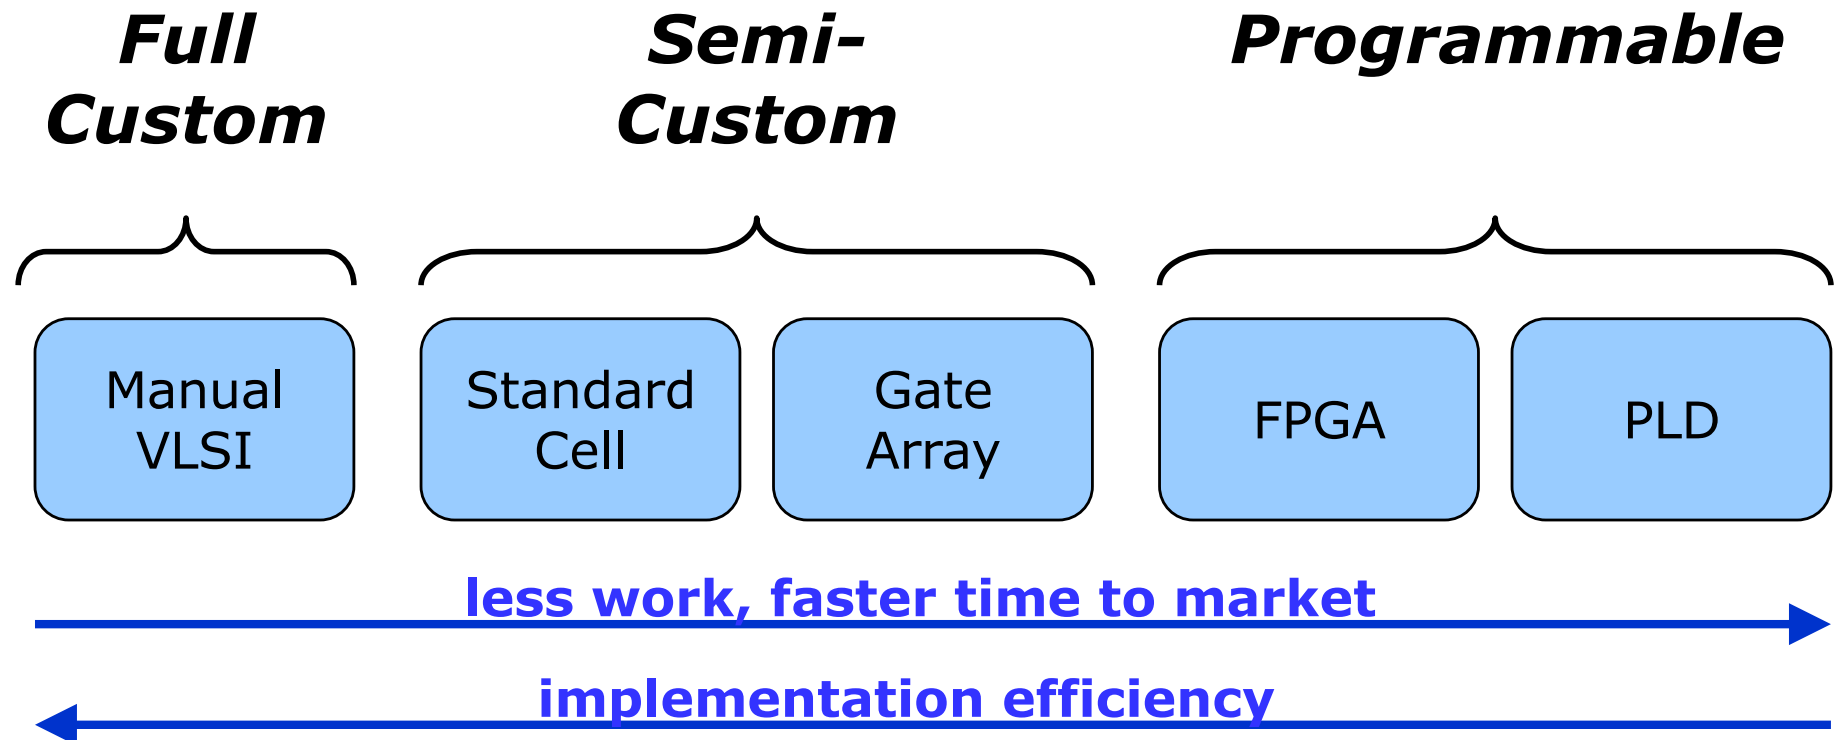 Full
Custom
Semi-
Custom
Programmable
Manual
VLSI
Standard
Cell
Gate
Array
FPGA
PLD
less work, faster time to market
implementation efficiency